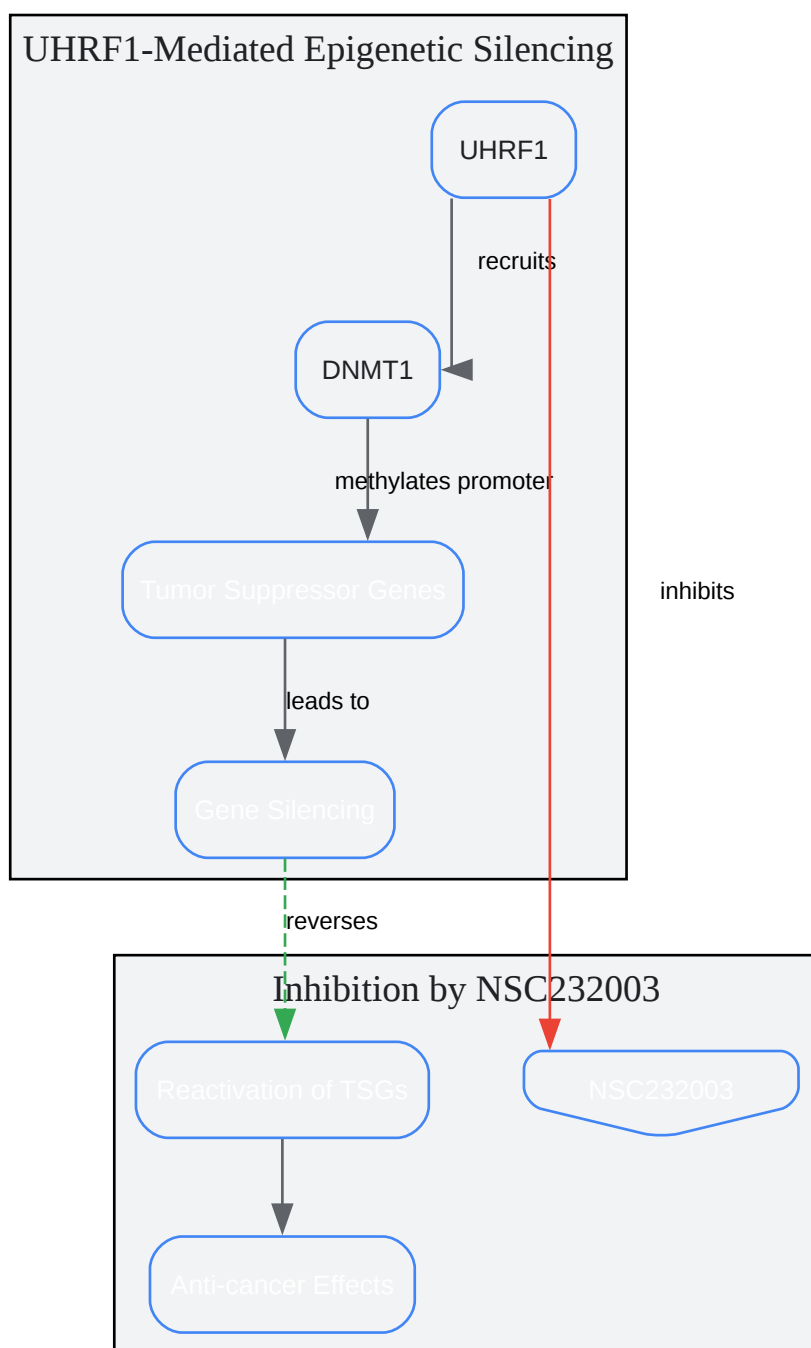 UHRF1-Mediated Epigenetic Silencing
UHRF1
recruits
DNMT1
methylates promoter
Tumor Suppressor Genes
inhibits
leads to
Gene Silencing
reverses
Inhibition by NSC232003
Reactivation of TSGs
NSC232003
Anti-cancer Effects